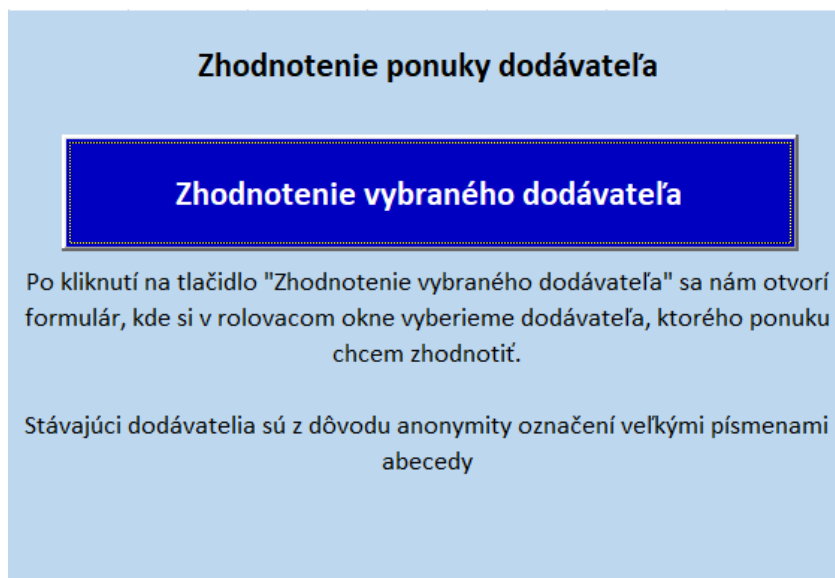 Zhodnotenie ponuky dodávateľa
Zhodnotenie vybraného dodávateľa
Po kliknutí na tlačidlo "Zhodnotenie vybraného dodávateľa" sa nám otvorí
formulár, kde si v rolovacom okne vyberieme dodávateľa, ktorého ponuku
chcem zhodnotiť.
Stávajúci dodávatelia sú z dôvodu anonymity označení veľkými písmenami
abecedy